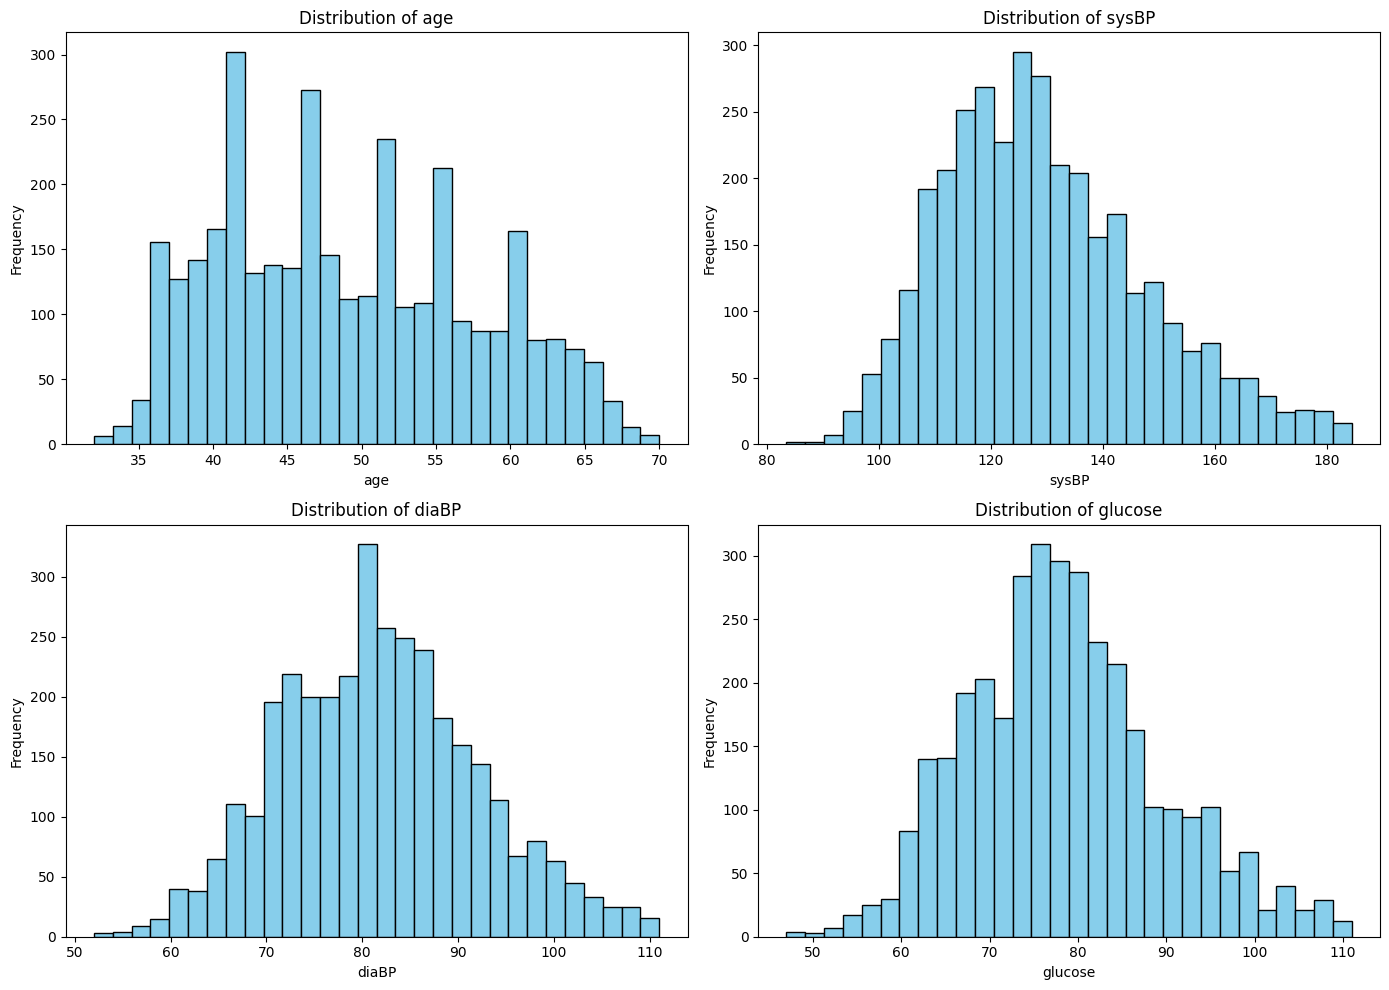 Distribution of age
Frequency
300
250
200
150
100
50
0
35 40 45 50 55 60 65 70
age
Distribution of sysBP
Frequency
300
250
200
150
100
50
0
80 100 120 140 160 180
sysBP
Distribution of diaBP
Frequency
300
250
200
150
100
50
0
50 60 70 80 90 100 110
diaBP
Distribution of glucose
Frequency
300
250
200
150
100
50
0
50 60 70 80 90 100 110
glucose